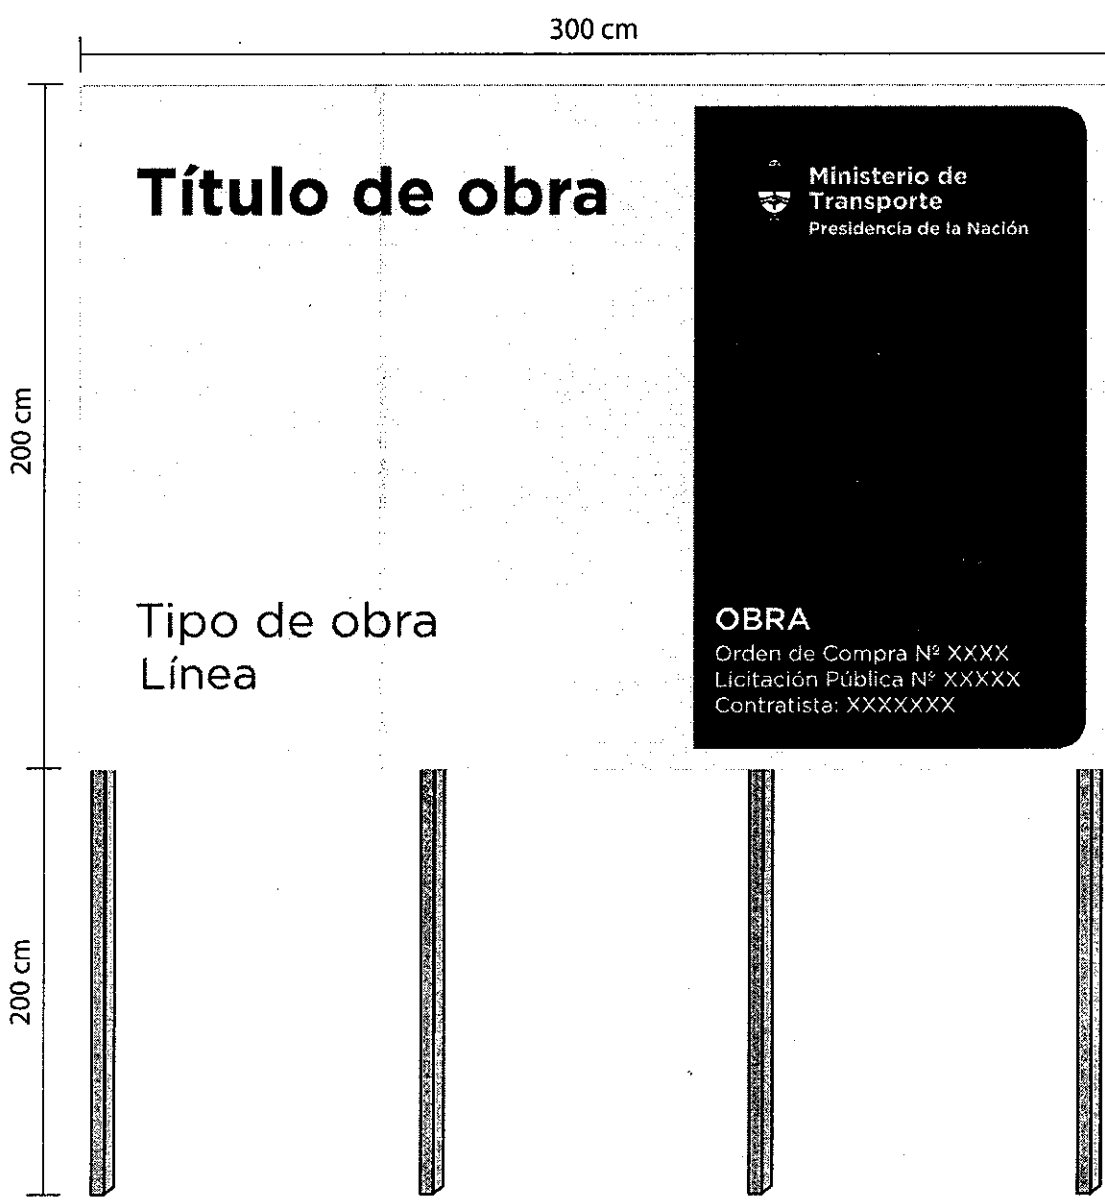 300 cm
Título de obra
Ministerio de
Transporte
Presidencia de la Nación
200 cm
Tipo de obra
Línea
OBRA
Orden de Compra Nº XXXX
Licitación Pública Nº XXXXX
Contratista: XXXXXXX
200 cm